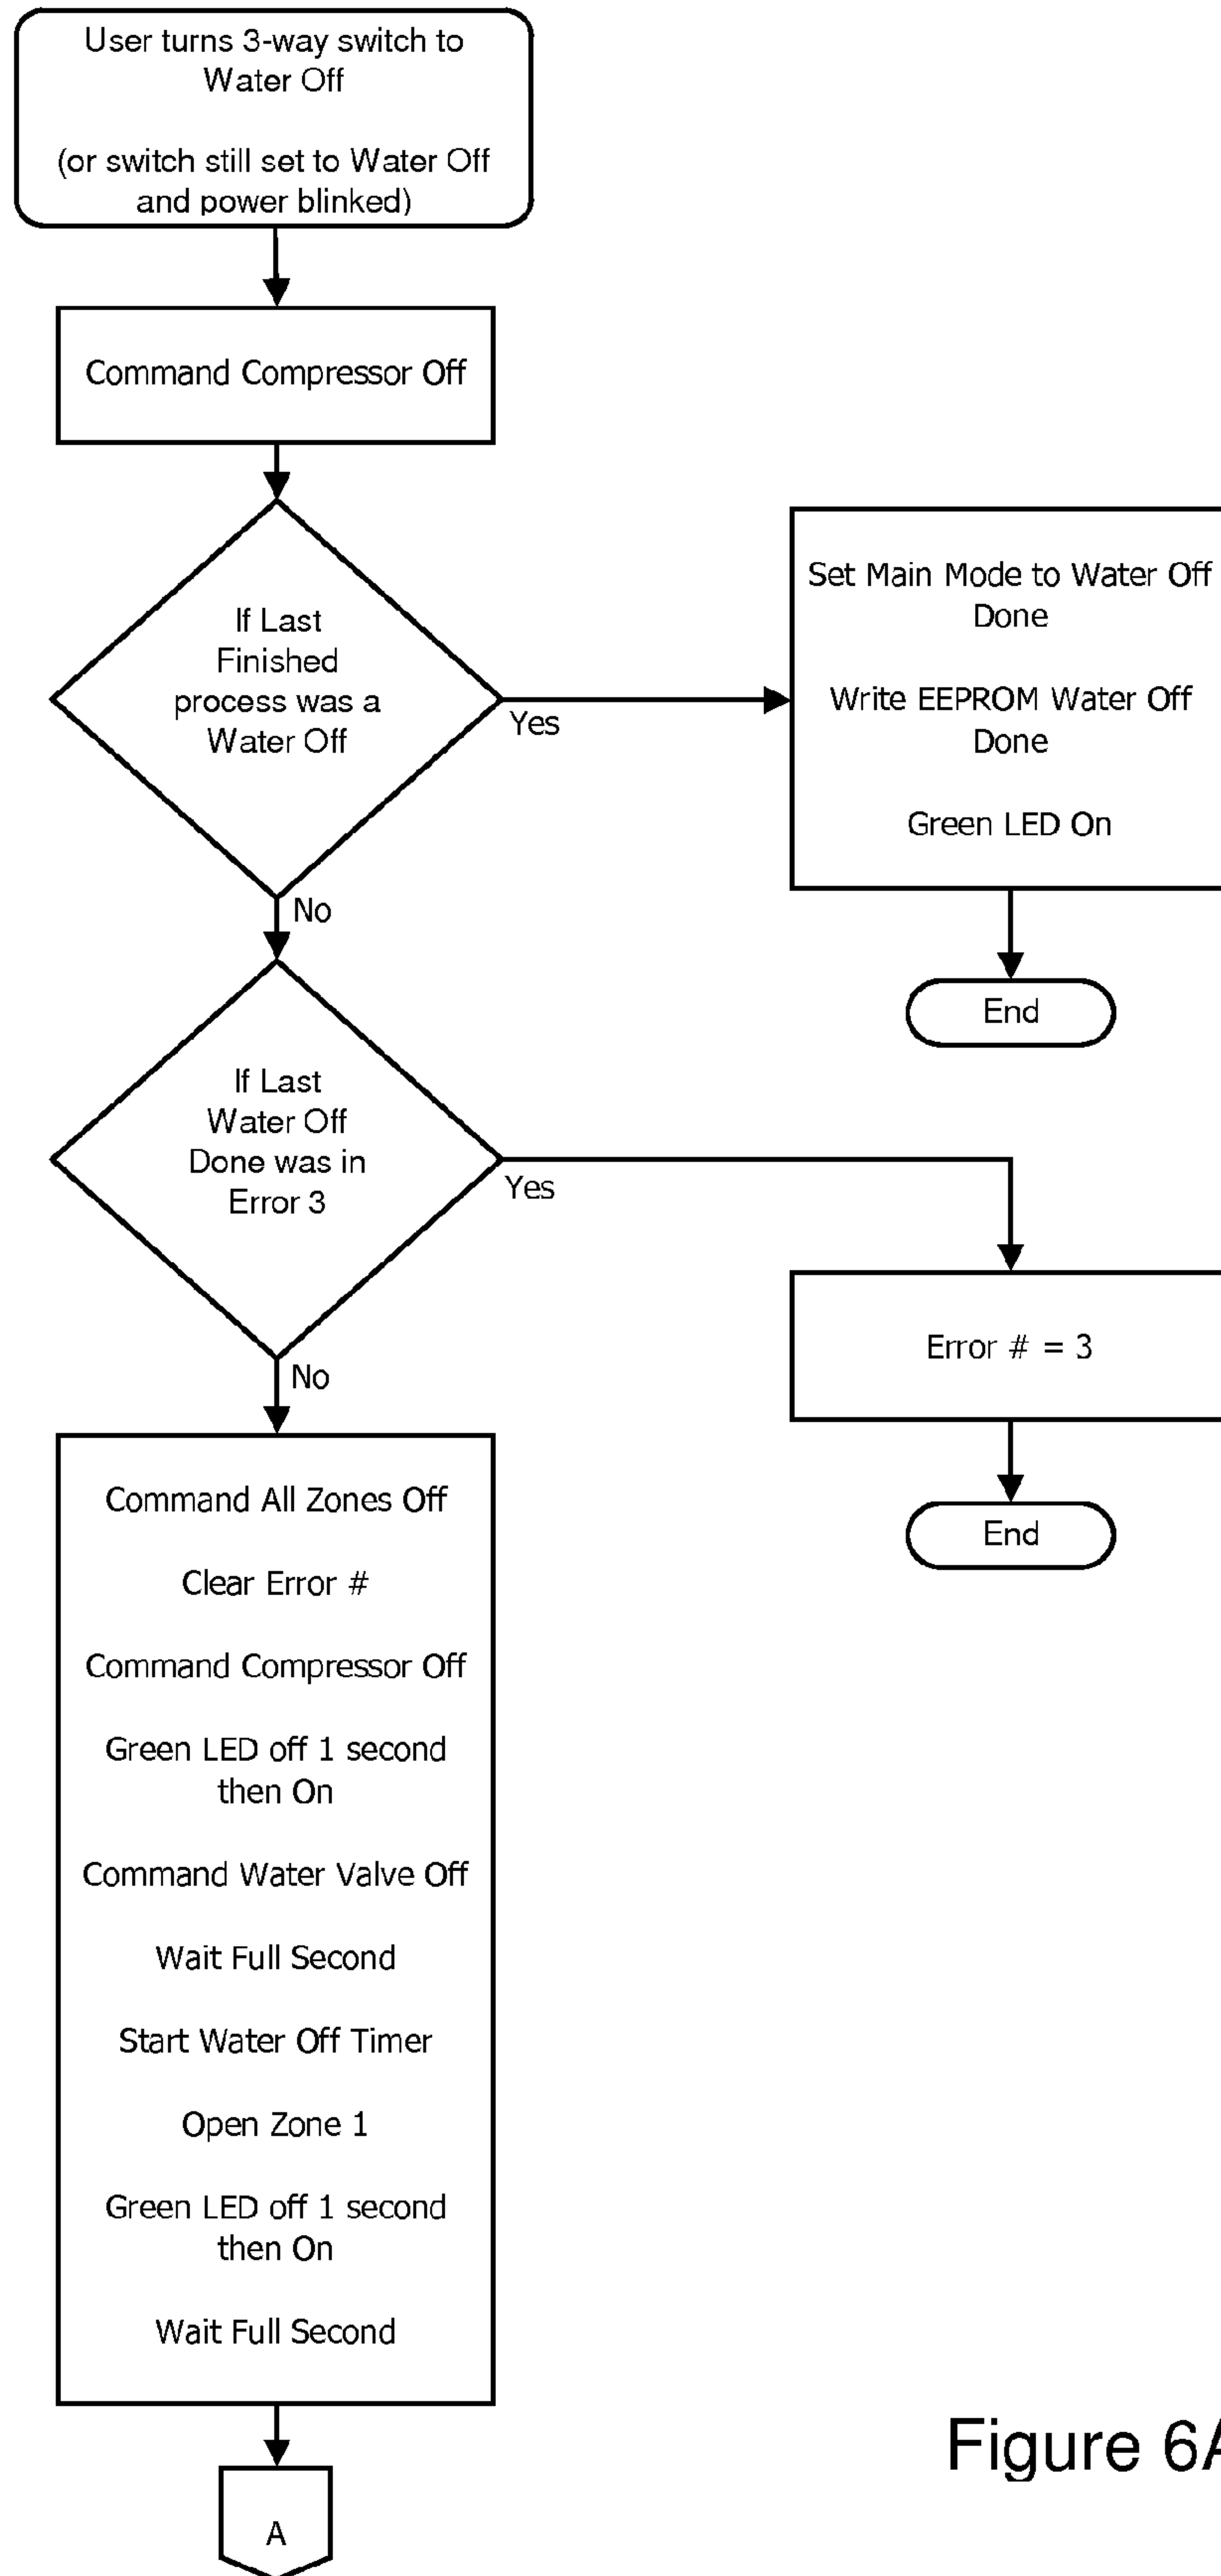 User turns 3-way switch to
Water Off
(or switch still set to Water Off
and power blinked)
Command Compressor Off
If Last
Finished
process was a
Water Off
Yes
Set Main Mode to Water Off
Done
Write EEPROM Water Off
Done
Green LED On
End
No
If Last
Water Off
Done was in
Error 3
Yes
Error # = 3
End
No
Command All Zones Off
Clear Error #
Command Compressor Off
Green LED off 1 second
then On
Command Water Valve Off
Wait Full Second
Start Water Off Timer
Open Zone 1
Green LED off 1 second
then On
Wait Full Second
A
Figure 6A